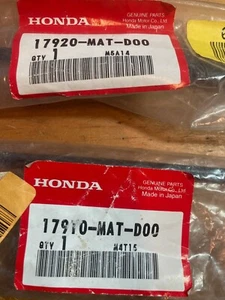 HONDA
GENUINE PARTS
Honda Motor Co., Ltd.
Made in Japan
17920-MAT-D00
QTY 1 M5A14
HONDA
GENUINE PARTS
Honda Motor Co., Ltd.
Made in Japan
17910-MAT-D00
QTY 1 M4T15